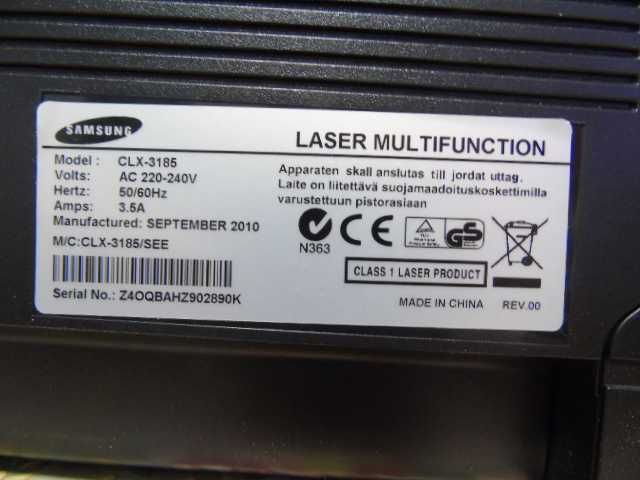 SAMSUNG
LASER MULTIFUNCTION
Model : CLX-3185
Volts: AC 220-240V
Hertz: 50/60Hz
Amps: 3.5A
Manufactured: SEPTEMBER 2010
M/C:CLX-3185/SEE
Serial No.: Z4OQBAHZ902890K
Apparaten skall anslutas till jordat uttag.
Laite on liitettävä suojamaadoituskoskettimilla
varustettuun pistorasiaan
N363
CE
TÜV
GS
CLASS 1 LASER PRODUCT
MADE IN CHINA
REV.00